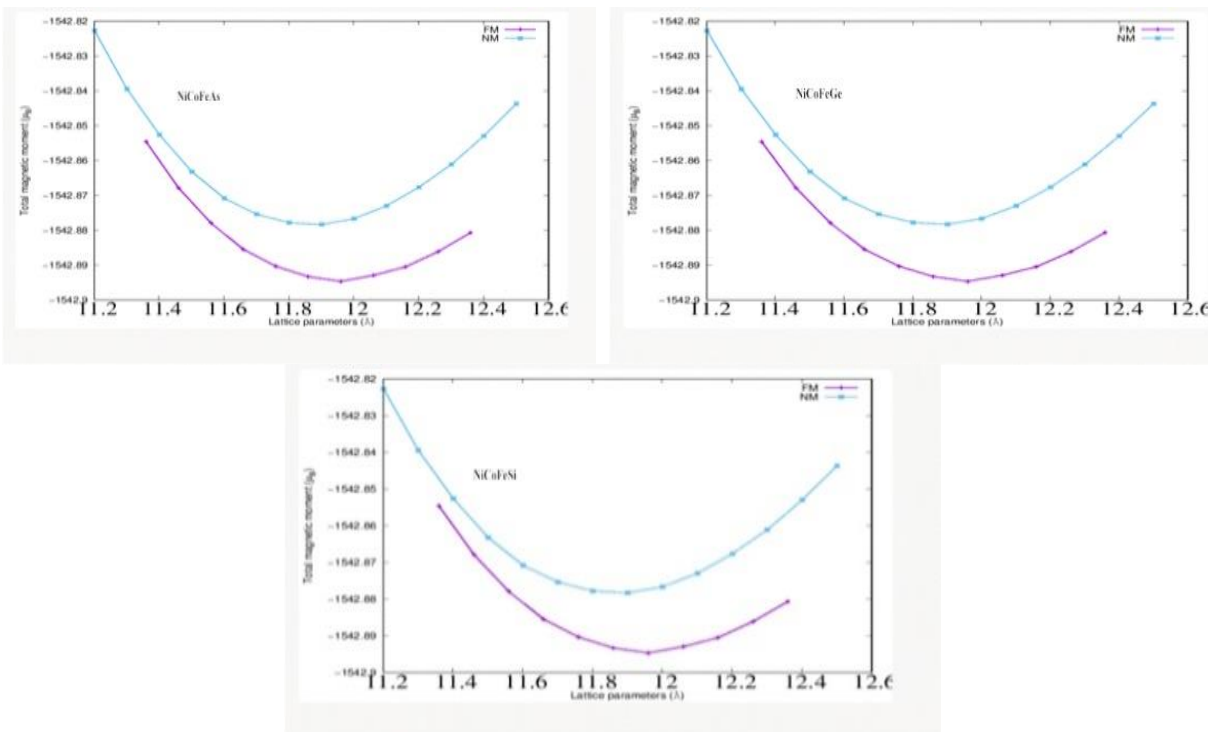 -1542.82
-1542.83
-1542.84
-1542.85
-1542.86
-1542.87
-1542.88
-1542.89
-1542.9
Total magnetic moment (μB)
NiCoFeAs
FM
NM
11.2 11.4 11.6 11.8 12 12.2 12.4 12.6
Lattice parameters (Å)
-1542.82
-1542.83
-1542.84
-1542.85
-1542.86
-1542.87
-1542.88
-1542.89
-1542.9
Total magnetic moment (μB)
NiCoFeGe
FM
NM
11.2 11.4 11.6 11.8 12 12.2 12.4 12.6
Lattice parameters (Å)
-1542.82
-1542.83
-1542.84
-1542.85
-1542.86
-1542.87
-1542.88
-1542.89
-1542.9
Total magnetic moment (μB)
NiCoFeSi
FM
NM
11.2 11.4 11.6 11.8 12 12.2 12.4 12.6
Lattice parameters (Å)